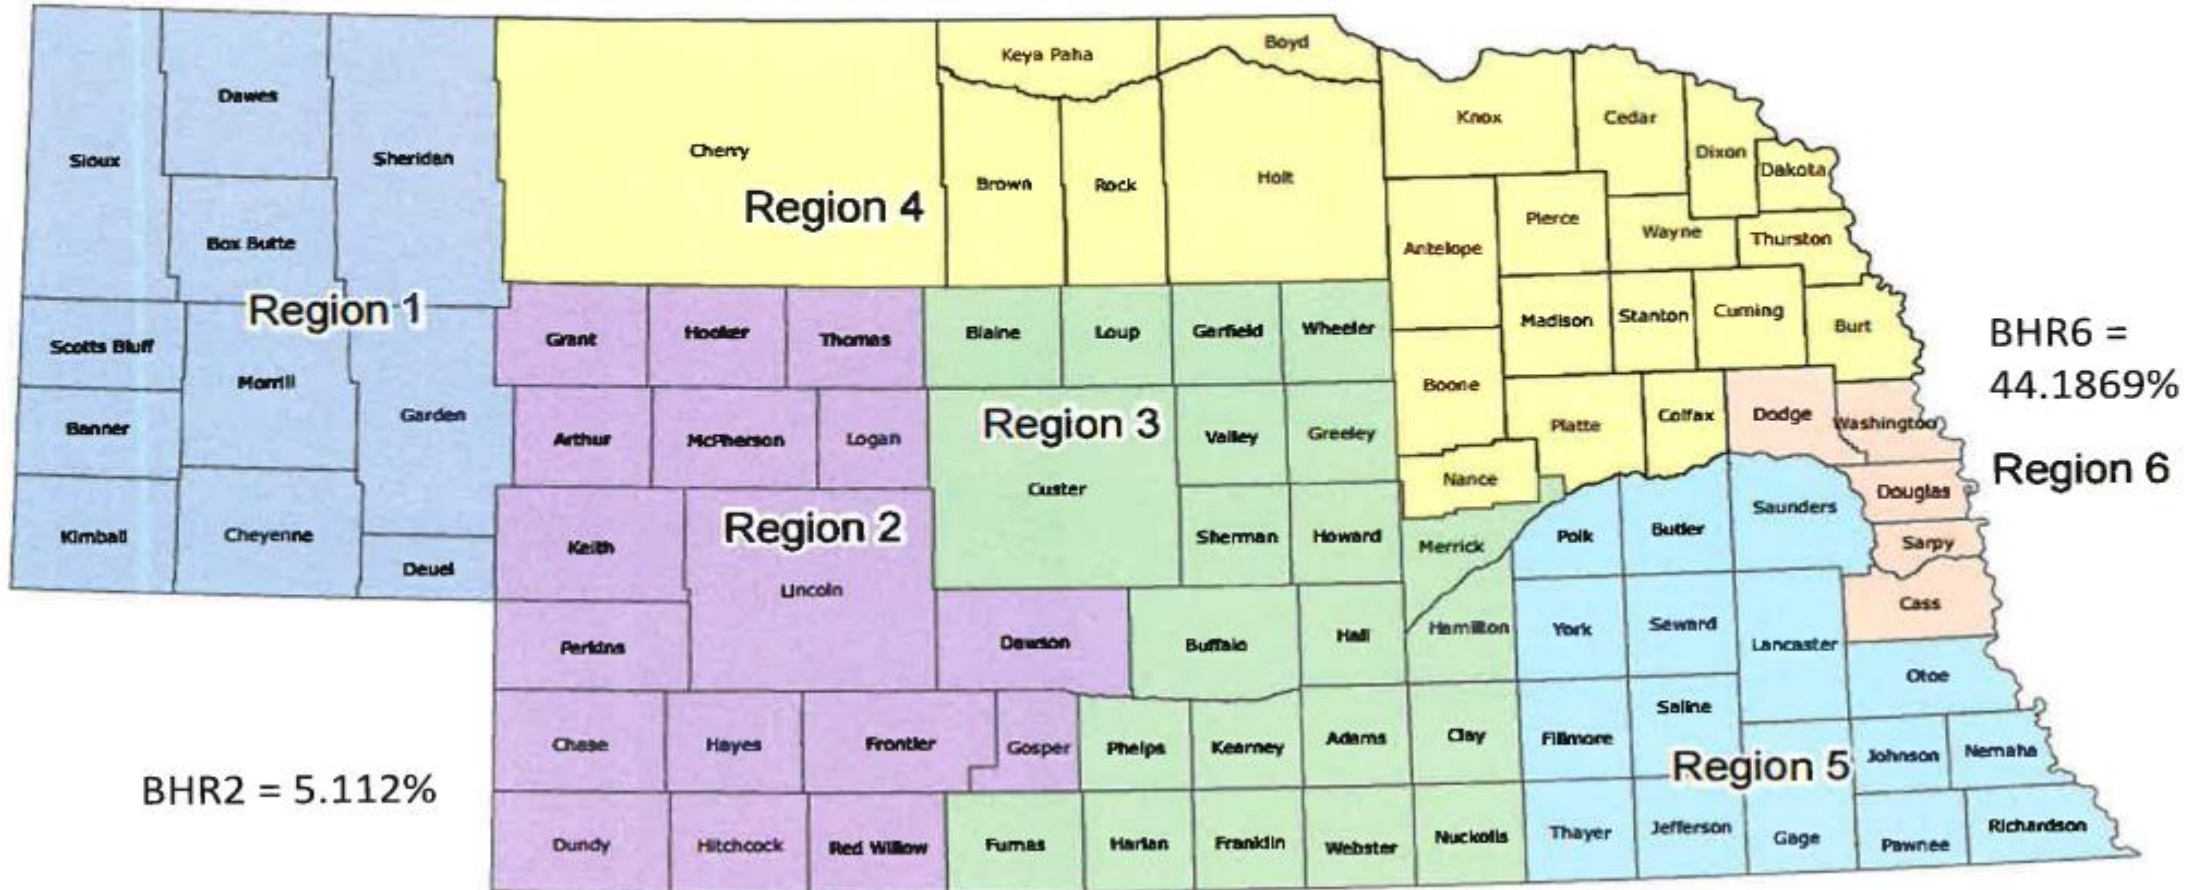 Keya Paha
Boyd
Dawes
Knox
Cedar
Sioux
Sheridan
Cherry
Dixon
Dakota
Brown
Rock
Holt
Region 4
Pierce
Box Butte
Antelope
Wayne
Thurston
Region 1
Scotts Bluff
Grant
Hooker
Thomas
Blaine
Loup
Garfield
Wheeler
Madison
Stanton
Cuming
Burt
BHR6 =
44.1869%
Morrill
Boone
Banner
Garden
Arthur
McPherson
Logan
Region 3
Valley
Greeley
Platte
Colfax
Dodge
Washington
Region 6
Custer
Nance
Douglas
Kimball
Cheyenne
Deuel
Keith
Region 2
Lincoln
Sherman
Howard
Merrick
Polk
Butler
Saunders
Sarpy
Cass
Perkins
Dawson
Buffalo
Hall
Hamilton
York
Seward
Lancaster
Otoe
Chase
Hayes
Frontier
Gosper
Phelps
Kearney
Adams
Clay
Fillmore
Saline
Region 5
Johnson
Nemaha
BHR2 = 5.112%
Dundy
Hitchcock
Red Willow
Furnas
Harlan
Franklin
Webster
Nuckolls
Thayer
Jefferson
Gage
Pawnee
Richardson